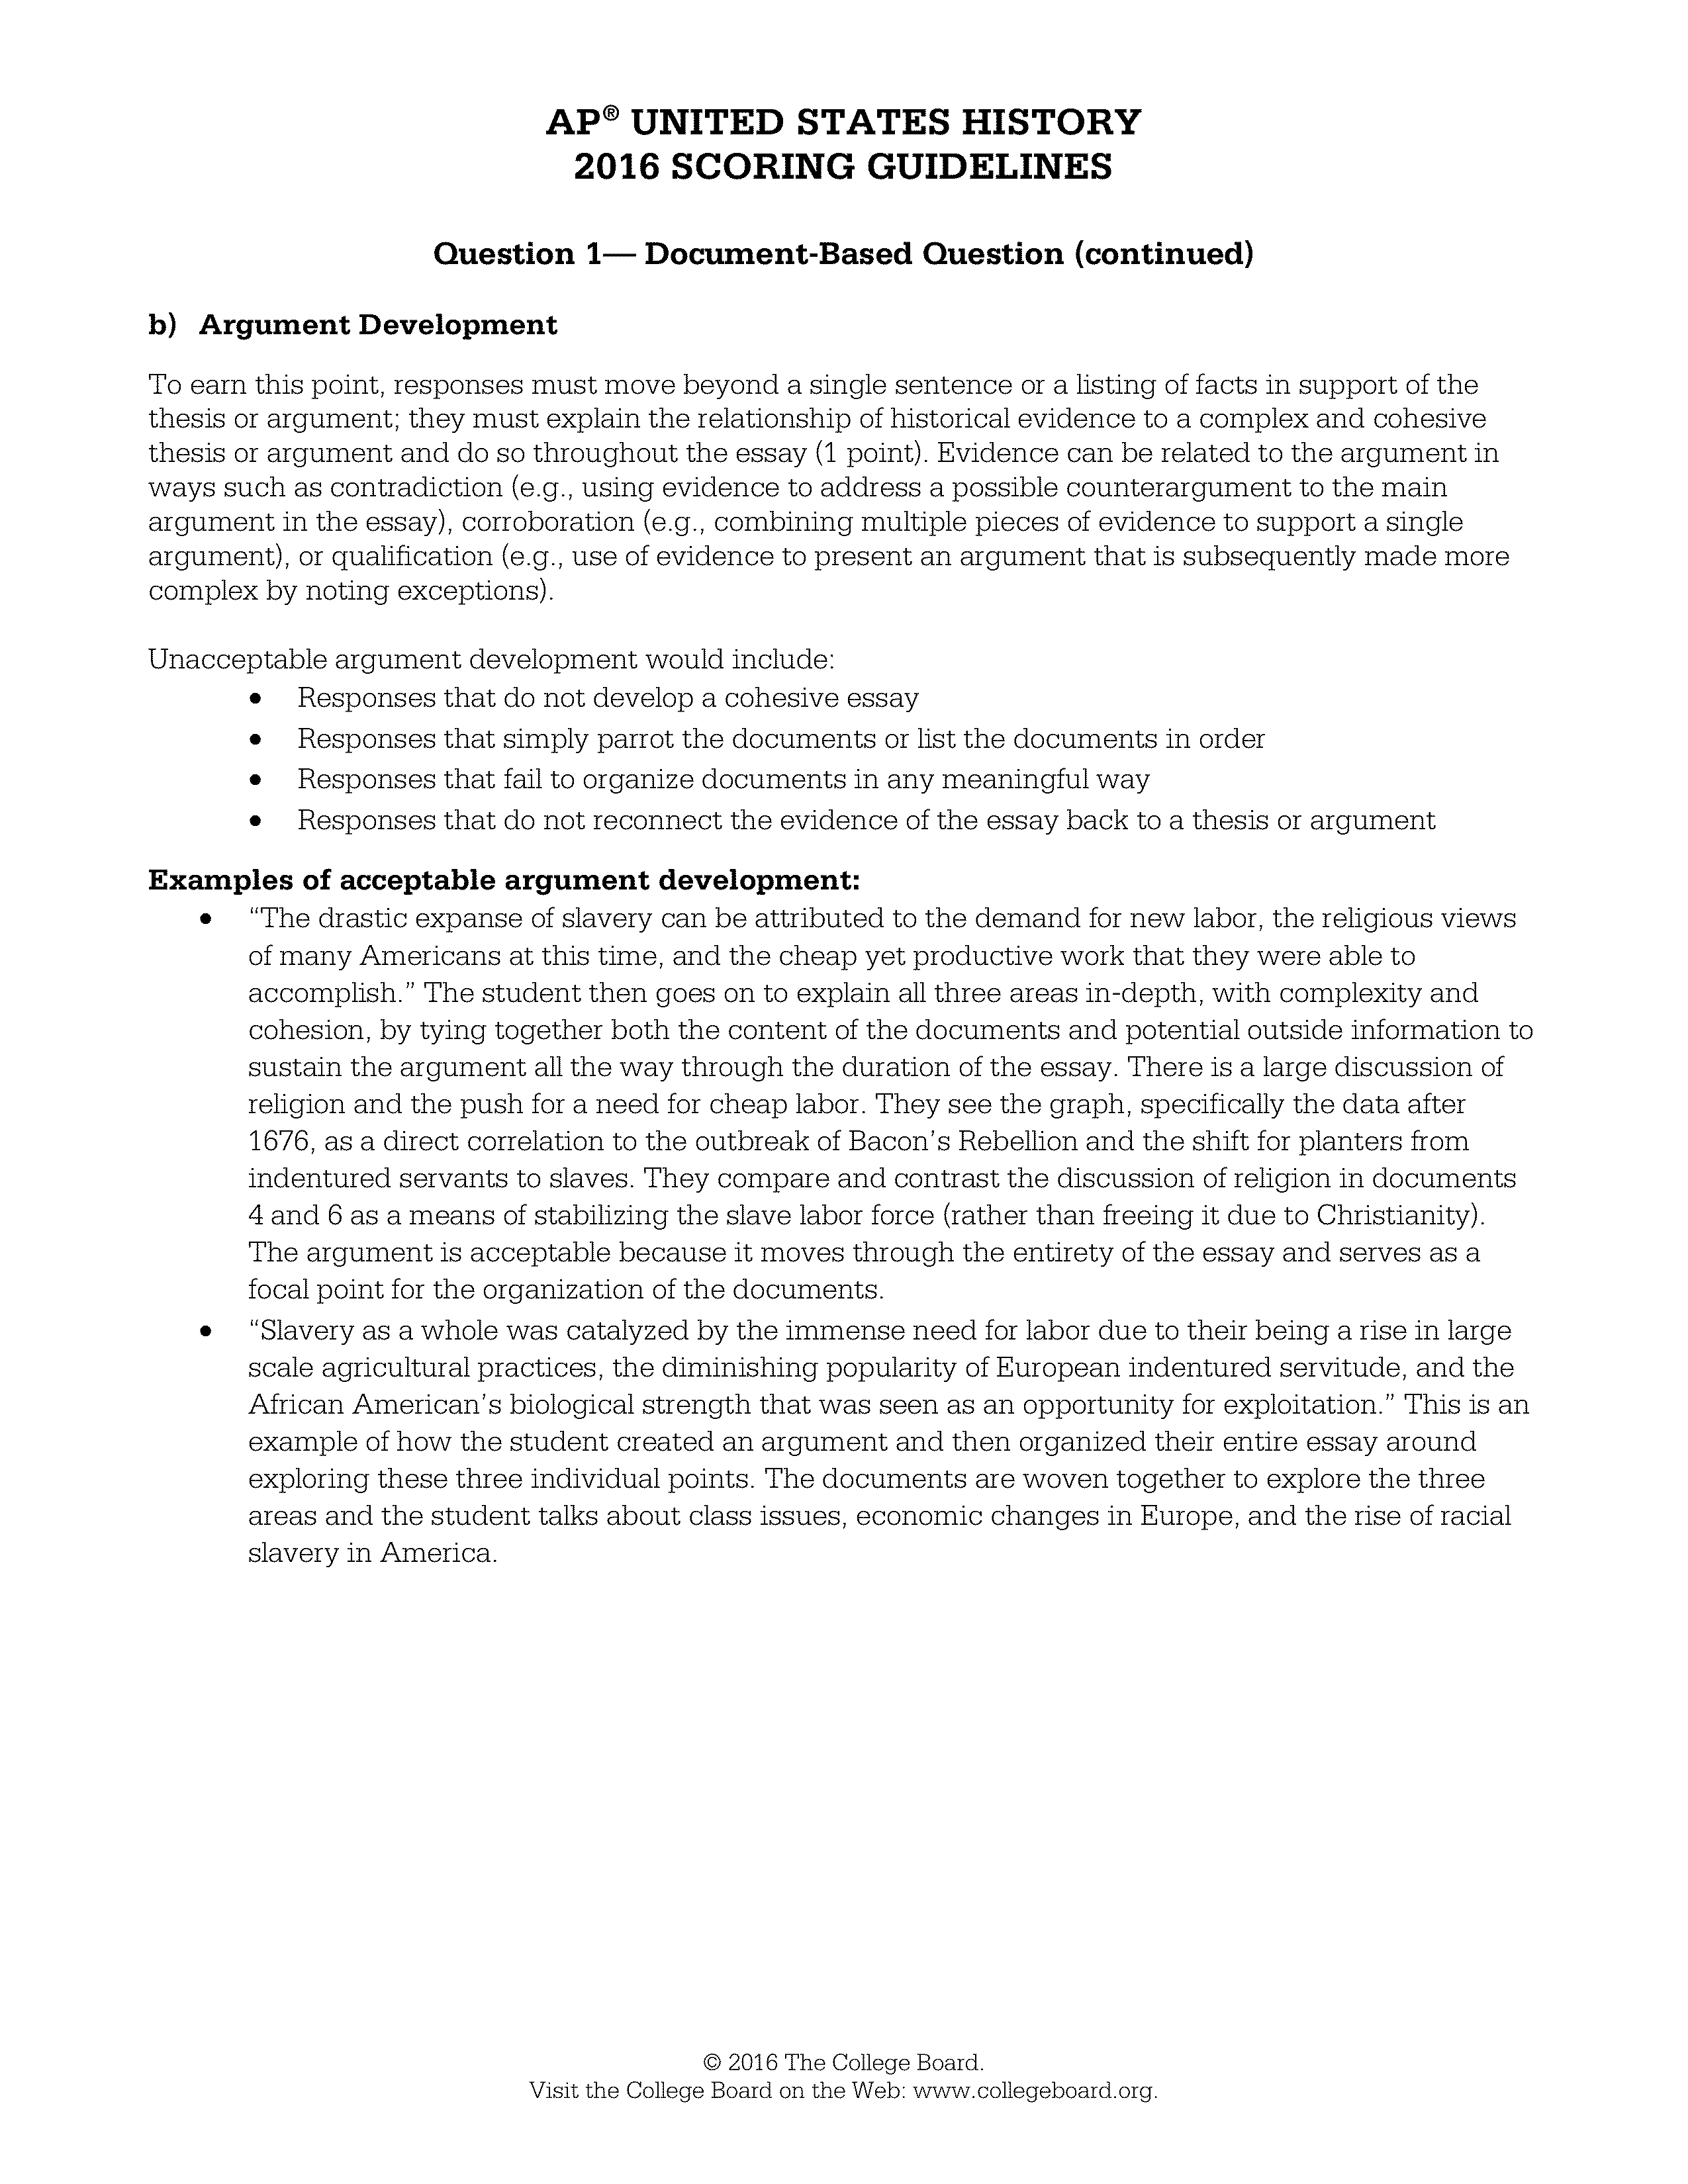 AP® UNITED STATES HISTORY
2016 SCORING GUIDELINES
Question 1— Document-Based Question (continued)
b) Argument Development
To earn this point, responses must move beyond a single sentence or a listing of facts in support of the
thesis or argument; they must explain the relationship of historical evidence to a complex and cohesive
thesis or argument and do so throughout the essay (1 point). Evidence can be related to the argument in
ways such as contradiction (e.g., using evidence to address a possible counterargument to the main
argument in the essay), corroboration (e.g., combining multiple pieces of evidence to support a single
argument), or qualification (e.g., use of evidence to present an argument that is subsequently made more
complex by noting exceptions).
Unacceptable argument development would include:
• Responses that do not develop a cohesive essay
• Responses that simply parrot the documents or list the documents in order
• Responses that fail to organize documents in any meaningful way
• Responses that do not reconnect the evidence of the essay back to a thesis or argument
Examples of acceptable argument development:
• “The drastic expanse of slavery can be attributed to the demand for new labor, the religious views
of many Americans at this time, and the cheap yet productive work that they were able to
accomplish.” The student then goes on to explain all three areas in-depth, with complexity and
cohesion, by tying together both the content of the documents and potential outside information to
sustain the argument all the way through the duration of the essay. There is a large discussion of
religion and the push for a need for cheap labor. They see the graph, specifically the data after
1676, as a direct correlation to the outbreak of Bacon’s Rebellion and the shift for planters from
indentured servants to slaves. They compare and contrast the discussion of religion in documents
4 and 6 as a means of stabilizing the slave labor force (rather than freeing it due to Christianity).
The argument is acceptable because it moves through the entirety of the essay and serves as a
focal point for the organization of the documents.
• “Slavery as a whole was catalyzed by the immense need for labor due to their being a rise in large
scale agricultural practices, the diminishing popularity of European indentured servitude, and the
African American’s biological strength that was seen as an opportunity for exploitation.” This is an
example of how the student created an argument and then organized their entire essay around
exploring these three individual points. The documents are woven together to explore the three
areas and the student talks about class issues, economic changes in Europe, and the rise of racial
slavery in America.
© 2016 The College Board.
Visit the College Board on the Web: www.collegeboard.org.